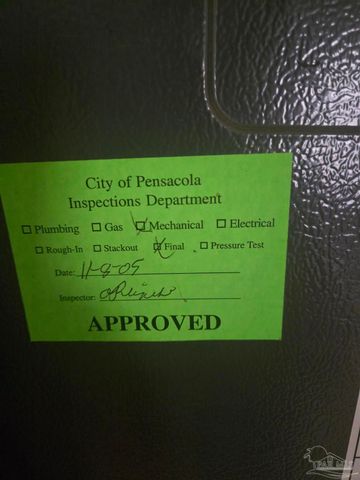 City of Pensacola
Inspections Department
☐ Plumbing ☐ Gas ☑ Mechanical ☐ Electrical
☐ Rough-In ☐ Stackout ☑ Final ☐ Pressure Test
Date: 11-8-05
Inspector:
APPROVED